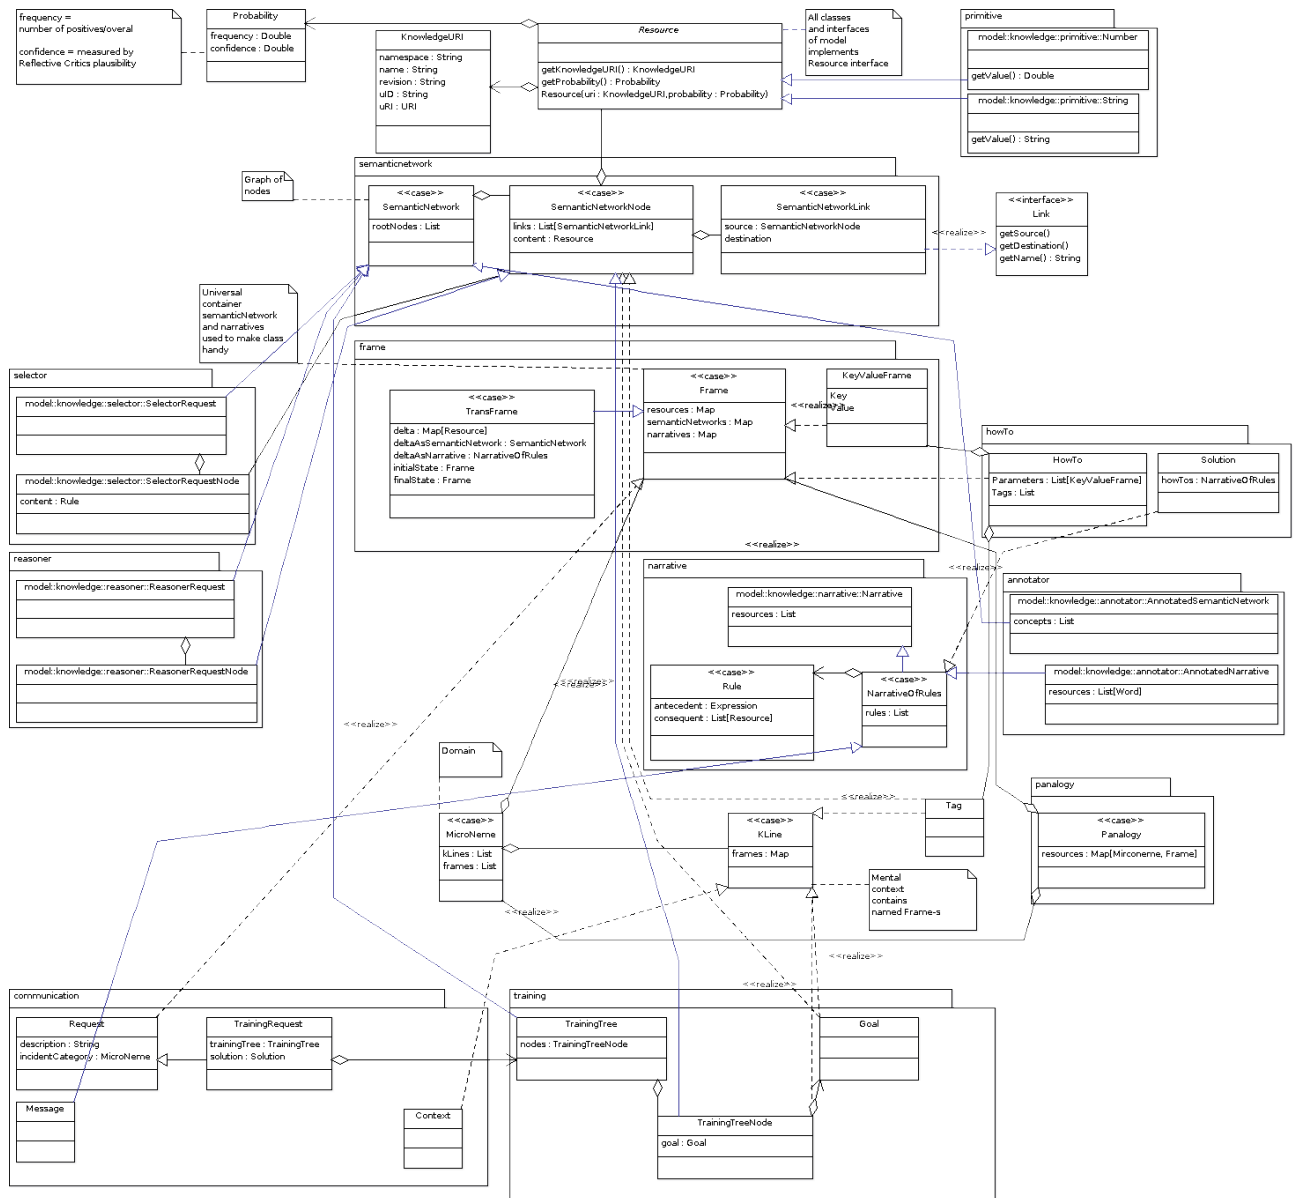 frequency =
number of positives/overal
confidence = measured by
Reflective Critics plausibility
Probability
frequency : Double
confidence : Double
KnowledgeURI
namespace : String
name : String
revision : String
uID : String
uRI : URI
Resource
getKnowledgeURI() : KnowledgeURI
getProbability() : Probability
Resource(uri : KnowledgeURI,probability : Probability)
All classes
and interfaces
of model
implements
Resource interface
primitive
model::knowledge::primitive::Number
getValue() : Double
model::knowledge::primitive::String
getValue() : String
semanticnetwork
Graph of
nodes
<<case>>
SemanticNetwork
rootNodes : List
<<case>>
SemanticNetworkNode
links : List[SemanticNetworkLink]
content : Resource
<<case>>
SemanticNetworkLink
source : SemanticNetworkNode
destination
<<realize>>
<<interface>>
Link
getSource()
getDestination()
getName() : String
Universal
container
semanticNetwork
and narratives
used to make class
handy
frame
<<case>>
TransFrame
delta : Map[Resource]
deltaAsSemanticNetwork : SemanticNetwork
deltaAsNarrative : NarrativeOfRules
initialState : Frame
finalState : Frame
<<case>>
Frame
resources : Map
semanticNetworks : Map
narratives : Map
<<realize>>
KeyValueFrame
Key
Value
<<realize>>
selector
model::knowledge::selector::SelectorRequest
model::knowledge::selector::SelectorRequestNode
content : Rule
howTo
HowTo
Parameters : List[KeyValueFrame]
Tags : List
Solution
howTos : NarrativeOfRules
<<realize>>
reasoner
model::knowledge::reasoner::ReasonerRequest
model::knowledge::reasoner::ReasonerRequestNode
narrative
model::knowledge::narrative::Narrative
resources : List
<<case>>
Rule
antecedent : Expression
consequent : List[Resource]
<<case>>
NarrativeOfRules
rules : List
annotator
model::knowledge::annotator::AnnotatedSemanticNetwork
concepts : List
model::knowledge::annotator::AnnotatedNarrative
resources : List[Word]
<<realize>>
<<realize>>
<<realize>>
Domain
<<case>>
MicroNeme
kLines : List
frames : List
<<case>>
KLine
frames : Map
<<realize>>
Tag
panalogy
<<case>>
Panalogy
resources : Map[Mirconeme, Frame]
Mental
context
contains
named Frame-s
<<realize>>
<<realize>>
<<realize>>
communication
Request
description : String
incidentCategory : MicroNeme
TrainingRequest
trainingTree : TrainingTree
solution : Solution
Message
Context
training
TrainingTree
nodes : TrainingTreeNode
Goal
TrainingTreeNode
goal : Goal